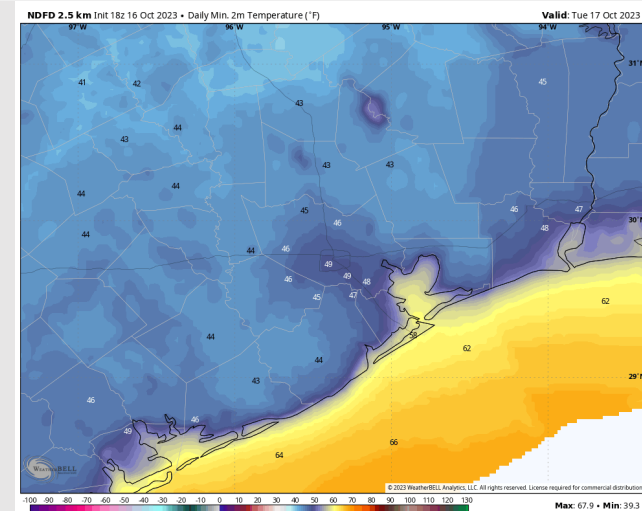 NDFD 2.5 km Init 18z 16 Oct 2023 • Daily Min. 2m Temperature (°F)
Valid: Tue 17 Oct 2023
97°W 96°W 95°W 94°W
31°N
41 42 45
43
44
43
43 43
44
44
45 46 47
30°N
46
48
44
44 46
49
46 49 48
45 47
62
58
44 62
44
29°N
43
46
46
49
66
64
WeatherBELL
© 2023 WeatherBELL Analytics, LLC. All rights reserved. License required for commercial distribution
-100 -90 -80 -70 -60 -50 -40 -30 -20 -10 0 10 20 30 40 50 60 70 80 90 100 110 120 130
Max: 67.9 • Min: 39.3